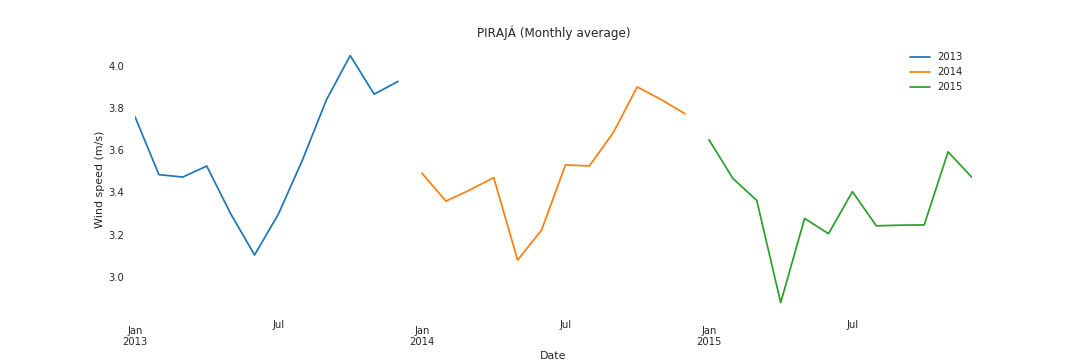 PIRAJÁ (Monthly average)
2013
2014
2015
Wind speed (m/s)
4.0
3.8
3.6
3.4
3.2
3.0
Jan
2013
Jul
Jan
2014
Jul
Jan
2015
Jul
Date